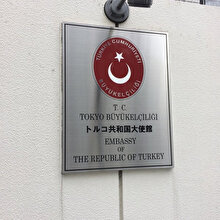 TÜRKİYE CUMHURİYETİ
BÜYÜKELÇİLİĞİ
T. C.
TOKYO BÜYÜKELÇİLİĞİ
トルコ共和国大使館
EMBASSY
OF
THE REPUBLIC OF TURKEY